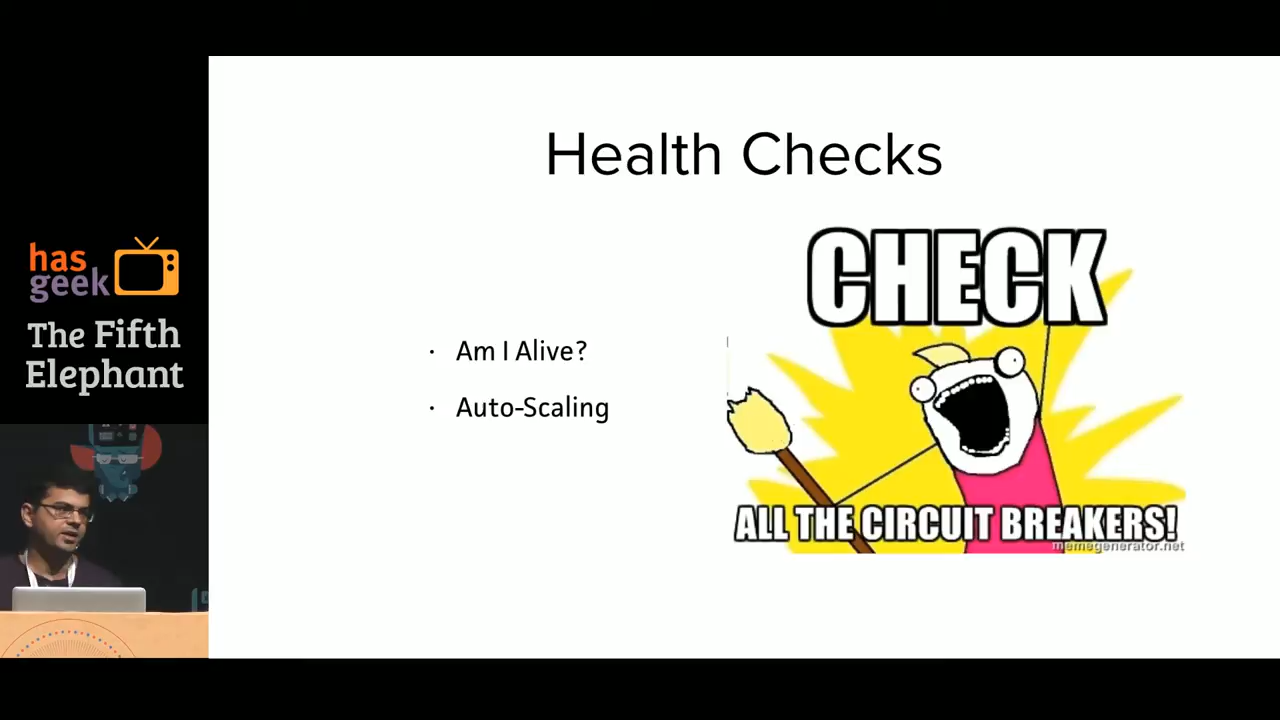 has
geek
The Fifth
Elephant
Health Checks
· Am I Alive?
· Auto-Scaling
CHECK
ALL THE CIRCUIT BREAKERS!
memegenerator.net